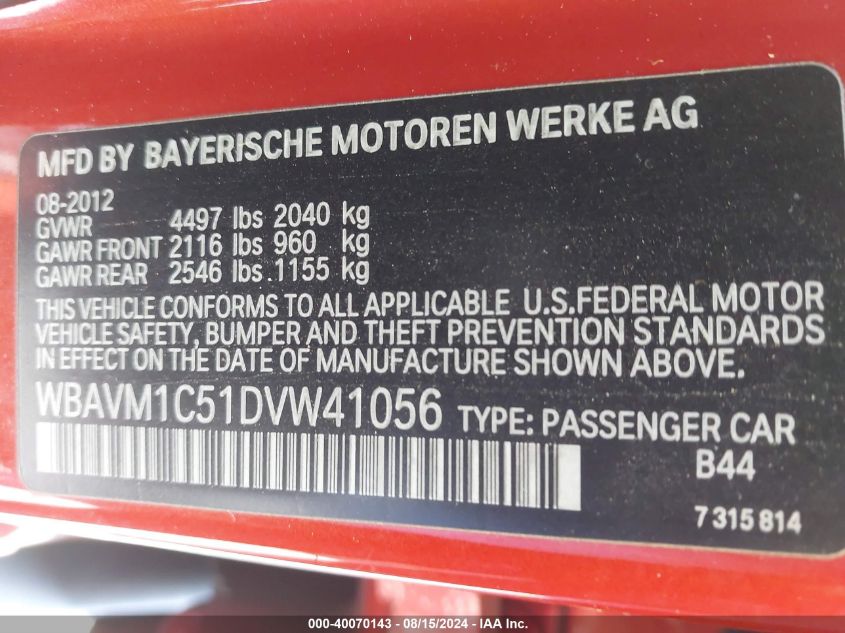 MFD BY BAYERISCHE MOTOREN WERKE AG
08-2012
GVWR 4497 lbs 2040 kg
GAWR FRONT 2116 lbs 960 kg
GAWR REAR 2546 lbs. 1155 kg
THIS VEHICLE CONFORMS TO ALL APPLICABLE U.S.FEDERAL MOTOR
VEHICLE SAFETY, BUMPER AND THEFT PREVENTION STANDARDS
IN EFFECT ON THE DATE OF MANUFACTURE SHOWN ABOVE.
WBAVM1C51DVW41056 TYPE: PASSENGER CAR
B44
7 315 814
000-40070143 - 08/15/2024 - IAA Inc.